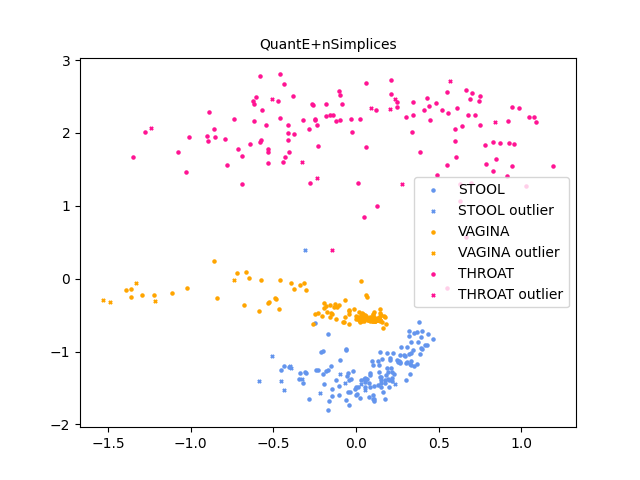 QuantE+nSimplices
3
2
1
0
−1
−2
STOOL
STOOL outlier
VAGINA
VAGINA outlier
THROAT
THROAT outlier
−1.5 −1.0 −0.5 0.0 0.5 1.0